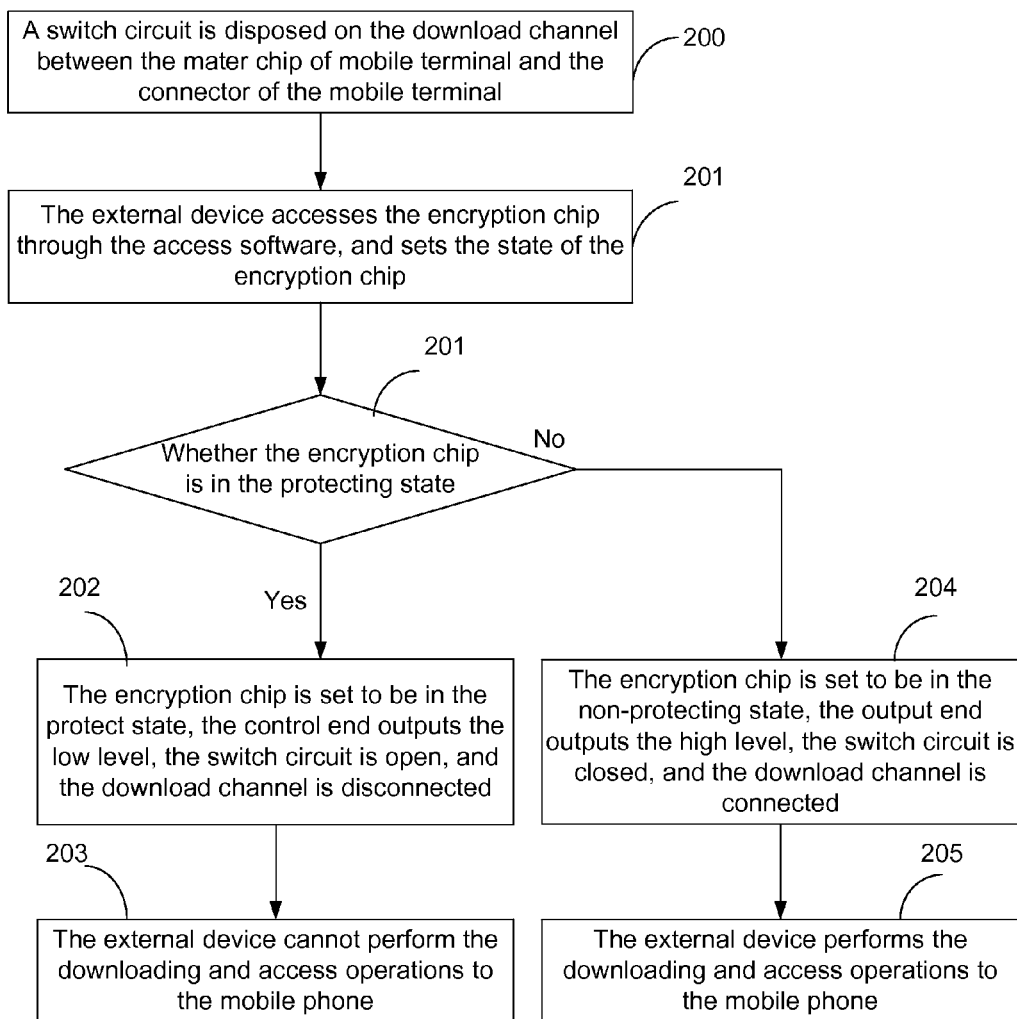 A switch circuit is disposed on the download channel
between the mater chip of mobile terminal and the
connector of the mobile terminal
200
201
The external device accesses the encryption chip
through the access software, and sets the state of the
encryption chip
201
Whether the encryption chip
is in the protecting state
No
Yes
202
The encryption chip is set to be in the
protect state, the control end outputs the
low level, the switch circuit is open, and
the download channel is disconnected
204
The encryption chip is set to be in the
non-protecting state, the output end
outputs the high level, the switch circuit is
closed, and the download channel is
connected
203
The external device cannot perform the
downloading and access operations to
the mobile phone
205
The external device performs the
downloading and access operations to
the mobile phone